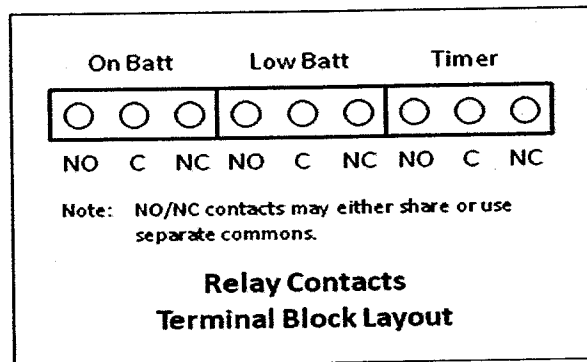 On Batt Low Batt Timer
NO C NC NO C NC NO C NC
Note: NO/NC contacts may either share or use
separate commons.
Relay Contacts
Terminal Block Layout